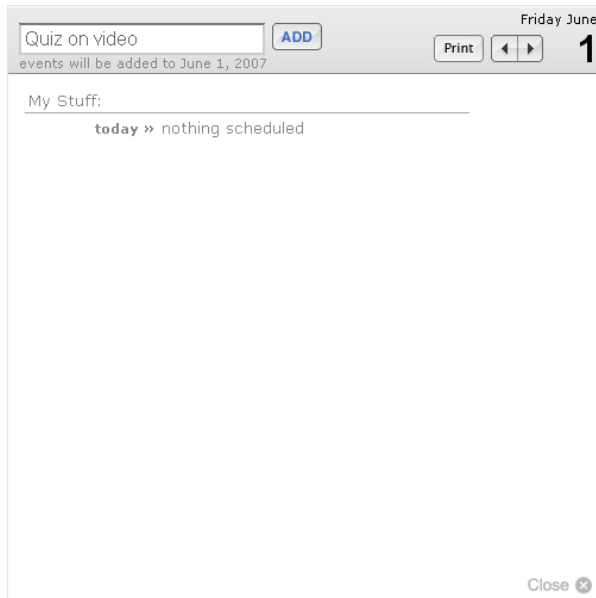 Friday June
Quiz on video ADD
Print 1
events will be added to June 1, 2007
My Stuff:
today » nothing scheduled
Close